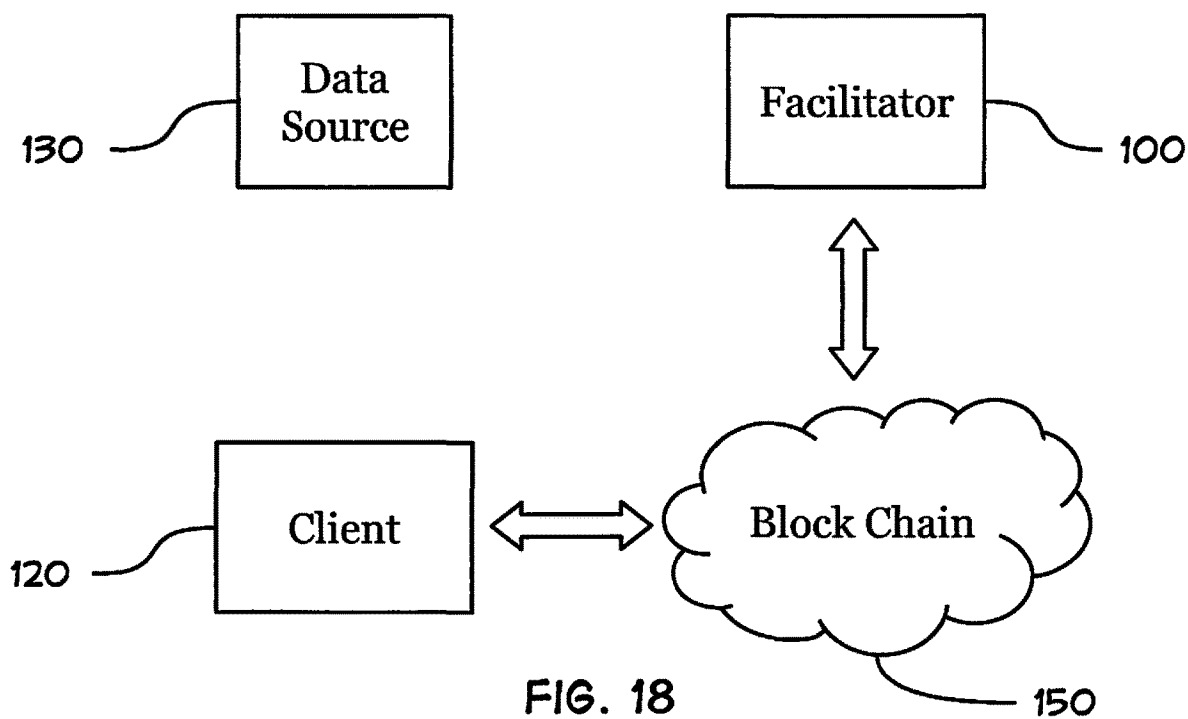 Data
Source
130
Facilitator
100
Client
120
Block Chain
150
FIG. 18